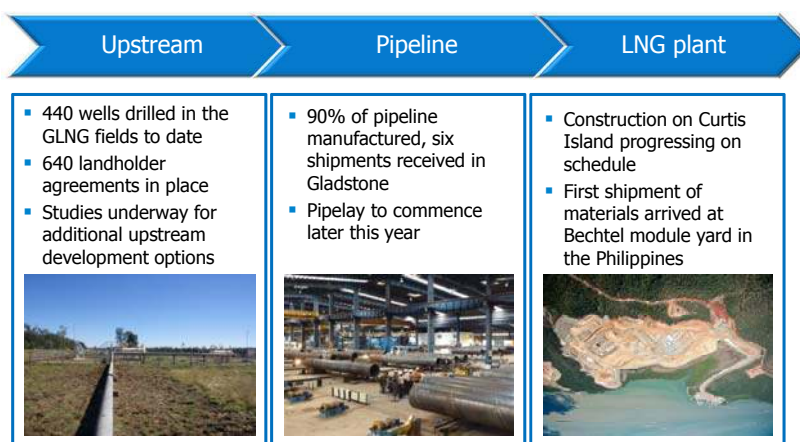 Upstream
Pipeline
LNG plant
440 wells drilled in the
GLNG fields to date
640 landholder
agreements in place
Studies underway for
additional upstream
development options
90% of pipeline
manufactured, six
shipments received in
Gladstone
Pipelay to commence
later this year
Construction on Curtis
Island progressing on
schedule
First shipment of
materials arrived at
Bechtel module yard in
the Philippines